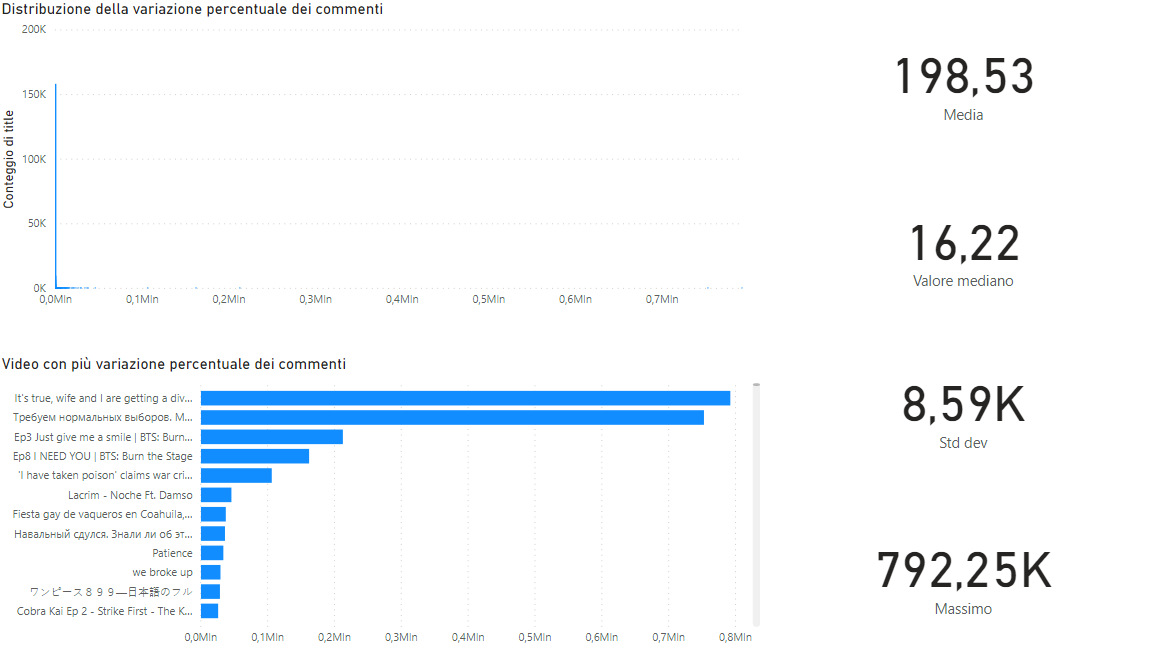 Distribuzione della variazione percentuale dei commenti
200K
150K
100K
50K
0K
Conteggio di title
0,0Mln
0,1Mln
0,2Mln
0,3Mln
0,4Mln
0,5Mln
0,6Mln
0,7Mln
198,53
Media
16,22
Valore mediano
8,59K
Std dev
792,25K
Massimo
Video con più variazione percentuale dei commenti
It's true, wife and I are getting a div...
Требуем нормальных выборов. М...
Ep3 Just give me a smile | BTS: Burn...
Ep8 I NEED YOU | BTS: Burn the Stage
'I have taken poison' claims war cri...
Lacrim - Noche Ft. Damso
Fiesta gay de vaqueros en Coahuila,...
Навальный сдулся. Знали ли об эт...
Patience
we broke up
ワンピース８９９―日本語のフル
Cobra Kai Ep 2 - Strike First - The K...
0,0Mln
0,1Mln
0,2Mln
0,3Mln
0,4Mln
0,5Mln
0,6Mln
0,7Mln
0,8Mln